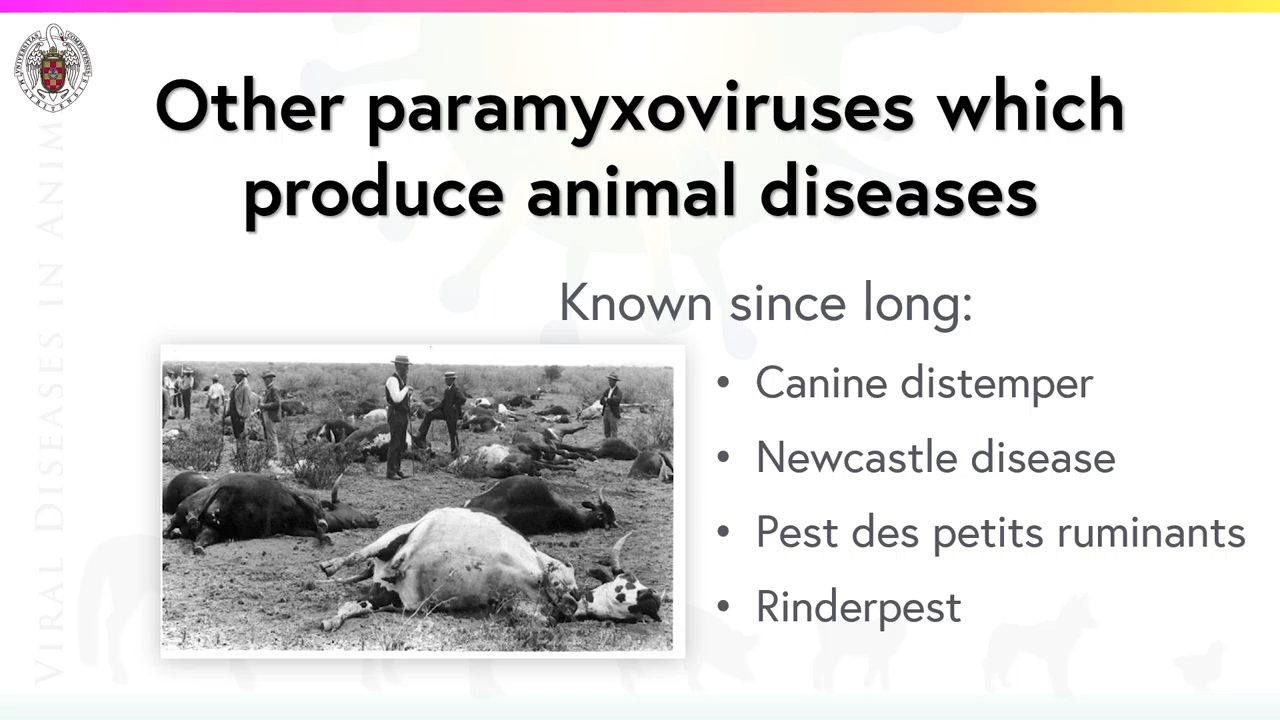 Other paramyxoviruses which
produce animal diseases
Known since long:
• Canine distemper
• Newcastle disease
• Pest des petits ruminants
• Rinderpest
VIRAL DISEASES IN ANIM